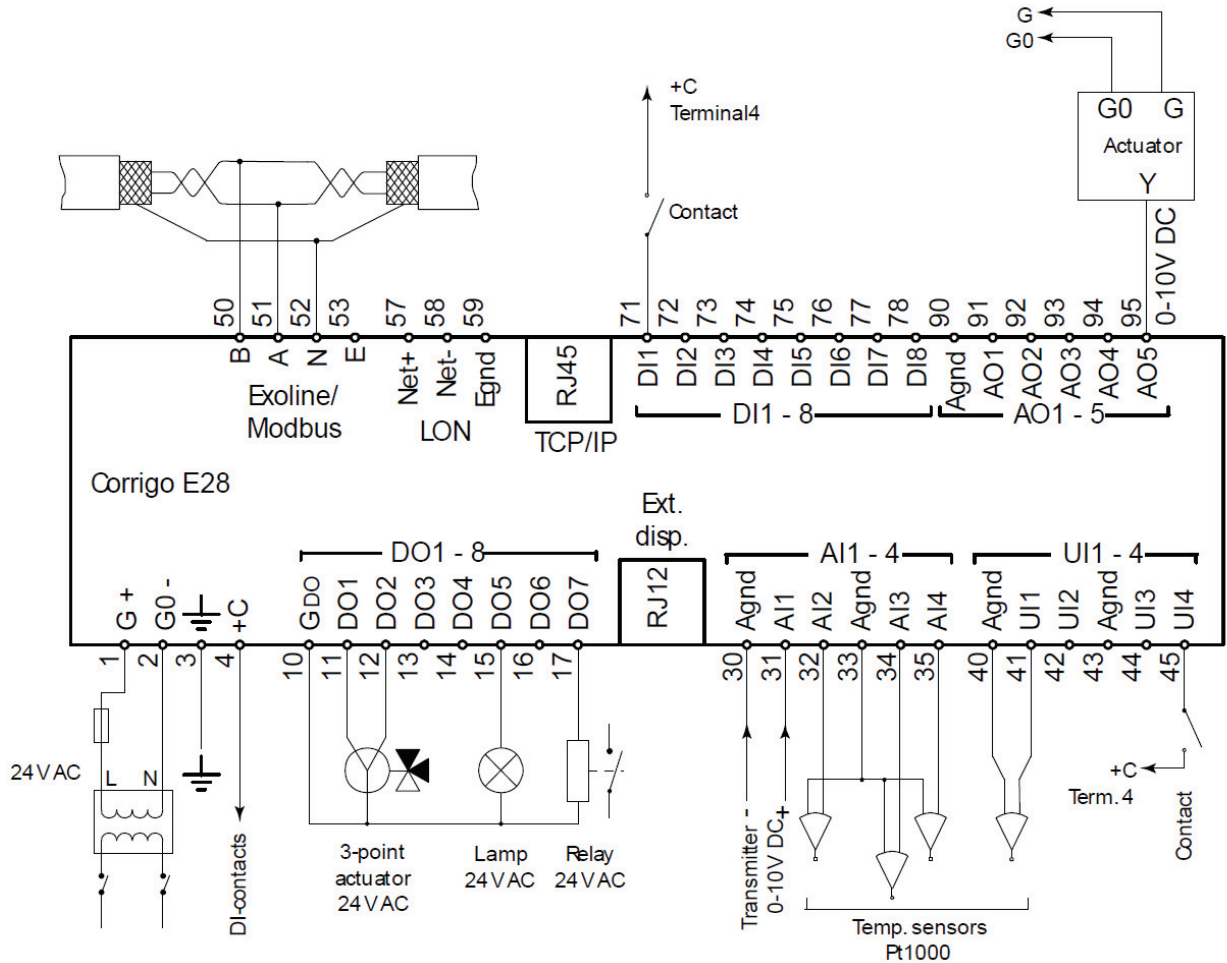 G
G0
+C
Terminal4
G0 G
Actuator
Y
Contact
0-10V DC
50 51 52 53 57 58 59 71 72 73 74 75 76 77 78 90 91 92 93 94 95
B A N E Net+ Net- Egnd RJ45 DI1 DI2 DI3 DI4 DI5 DI6 DI7 DI8 Agnd AO1 AO2 AO3 AO4 AO5
Exoline/
Modbus
LON
TCP/IP
DI1 - 8
AO1 - 5
Corrigo E28
Ext.
disp.
DO1 - 8
AI1 - 4
UI1 - 4
G + G0 - +C GDO DO1 DO2 DO3 DO4 DO5 DO6 DO7 RJ12 Agnd AI1 AI2 Agnd AI3 AI4 Agnd UI1 UI2 Agnd UI3 UI4
1 2 3 4 10 11 12 13 14 15 16 17 30 31 32 33 34 35 40 41 42 43 44 45
24 V AC
L N
DI-contacts
3-point
actuator
24 V AC
Lamp
24 V AC
Relay
24 V AC
Transmitter -
0-10V DC +
Temp. sensors
Pt1000
+C
Term. 4
Contact